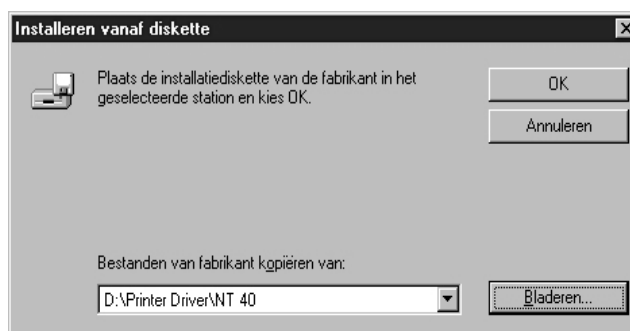 Installeren vanaf diskette
Plaats de installatiediskette van de fabrikant in het
geselecteerde station en kies OK.
OK
Annuleren
Bestanden van fabrikant kopiëren van:
D:\Printer Driver\NT 40
Bladeren...